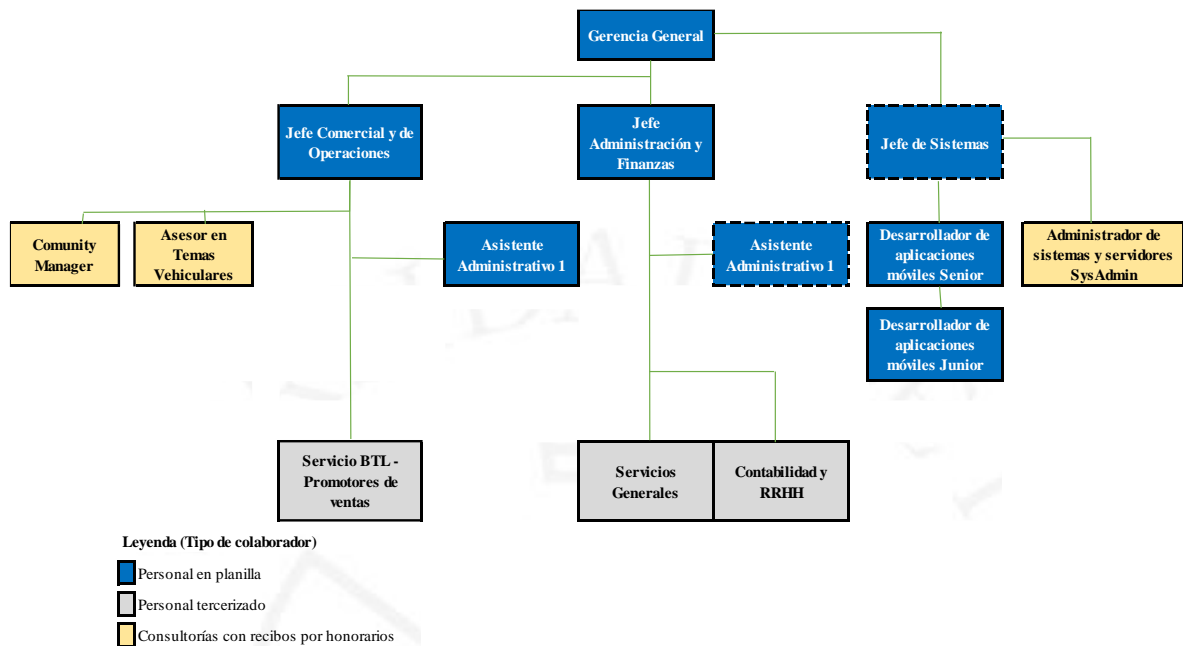 Gerencia General
Jefe Comercial y de
Operaciones
Jefe
Administración y
Finanzas
Jefe de Sistemas
Comunity
Manager
Asesor en
Temas
Vehiculares
Asistente
Administrativo 1
Asistente
Administrativo 1
Desarrollador de
aplicaciones
móviles Senior
Administrador de
sistemas y servidores
SysAdmin
Desarrollador de
aplicaciones
móviles Junior
Servicio BTL -
Promotores de
ventas
Servicios
Generales
Contabilidad y
RRHH
Leyenda (Tipo de colaborador)
Personal en planilla
Personal tercerizado
Consultorías con recibos por honorarios